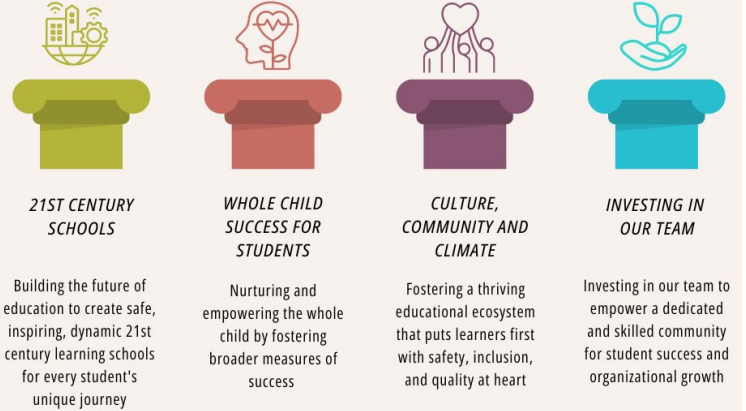 21ST CENTURY
SCHOOLS
Building the future of
education to create safe,
inspiring, dynamic 21st
century learning schools
for every student's
unique journey
WHOLE CHILD
SUCCESS FOR
STUDENTS
Nurturing and
empowering the whole
child by fostering
broader measures of
success
CULTURE,
COMMUNITY AND
CLIMATE
Fostering a thriving
educational ecosystem
that puts learners first
with safety, inclusion,
and quality at heart
INVESTING IN
OUR TEAM
Investing in our team to
empower a dedicated
and skilled community
for student success and
organizational growth